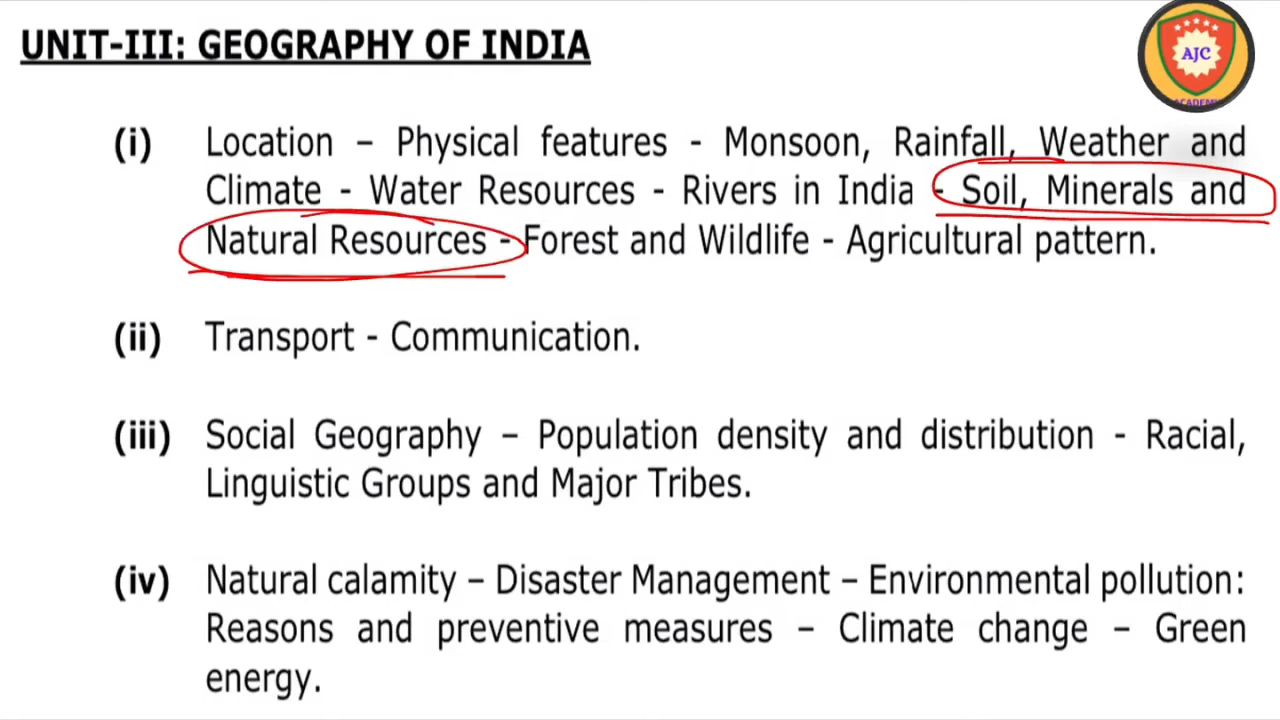 UNIT-III: GEOGRAPHY OF INDIA
AJC
ACADEMY
(i) Location – Physical features - Monsoon, Rainfall, Weather and
Climate - Water Resources - Rivers in India - Soil, Minerals and
Natural Resources - Forest and Wildlife - Agricultural pattern.
(ii) Transport - Communication.
(iii) Social Geography – Population density and distribution - Racial,
Linguistic Groups and Major Tribes.
(iv) Natural calamity – Disaster Management – Environmental pollution:
Reasons and preventive measures – Climate change – Green
energy.